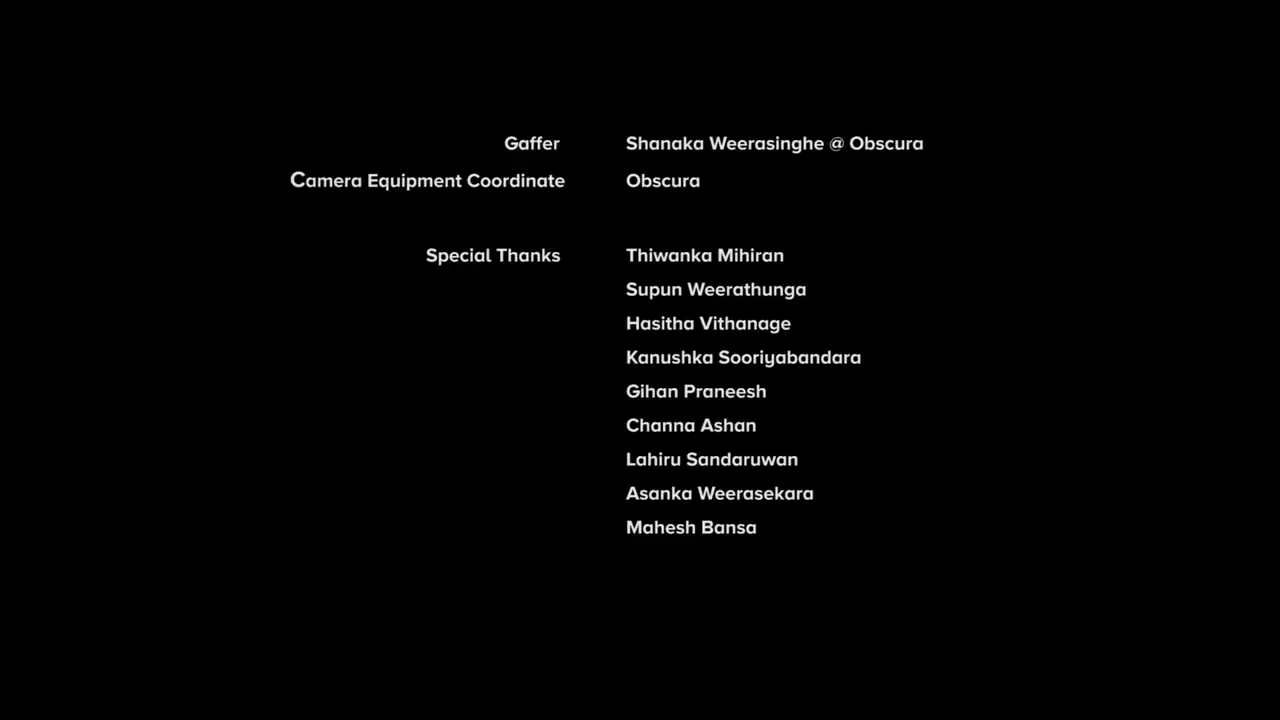 Gaffer Shanaka Weerasinghe @ Obscura
Camera Equipment Coordinate Obscura
Special Thanks Thiwanka Mihiran
Supun Weerathunga
Hasitha Vithanage
Kanushka Sooriyabandara
Gihan Praneesh
Channa Ashan
Lahiru Sandaruwan
Asanka Weerasekara
Mahesh Bansa